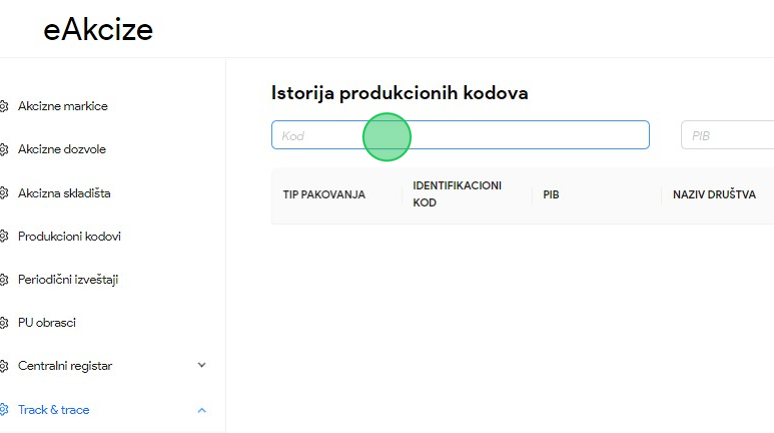 eAkcize
Akcizne markice
Akcizne dozvole
Akcizna skladišta
Produkcioni kodovi
Periodični izveštaji
PU obrasci
Centralni registar
Track & trace
Istorija produkcionih kodova
Kod
PIB
TIP PAKOVANJA
IDENTIFIKACIONI
KOD
PIB
NAZIV DRUŠTVA